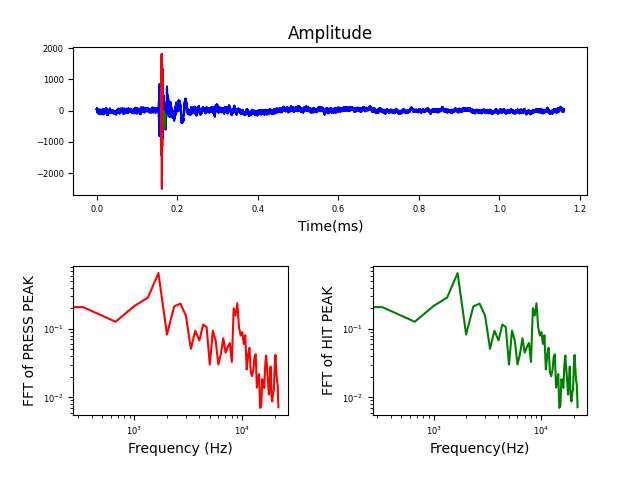 Amplitude
2000
1000
0
−1000
−2000
0.0 0.2 0.4 0.6 0.8 1.0 1.2
Time(ms)
FFT of PRESS PEAK
10⁻¹
10⁻²
10³ 10⁴
Frequency (Hz)
FFT of HIT PEAK
10⁻¹
10⁻²
10³ 10⁴
Frequency(Hz)